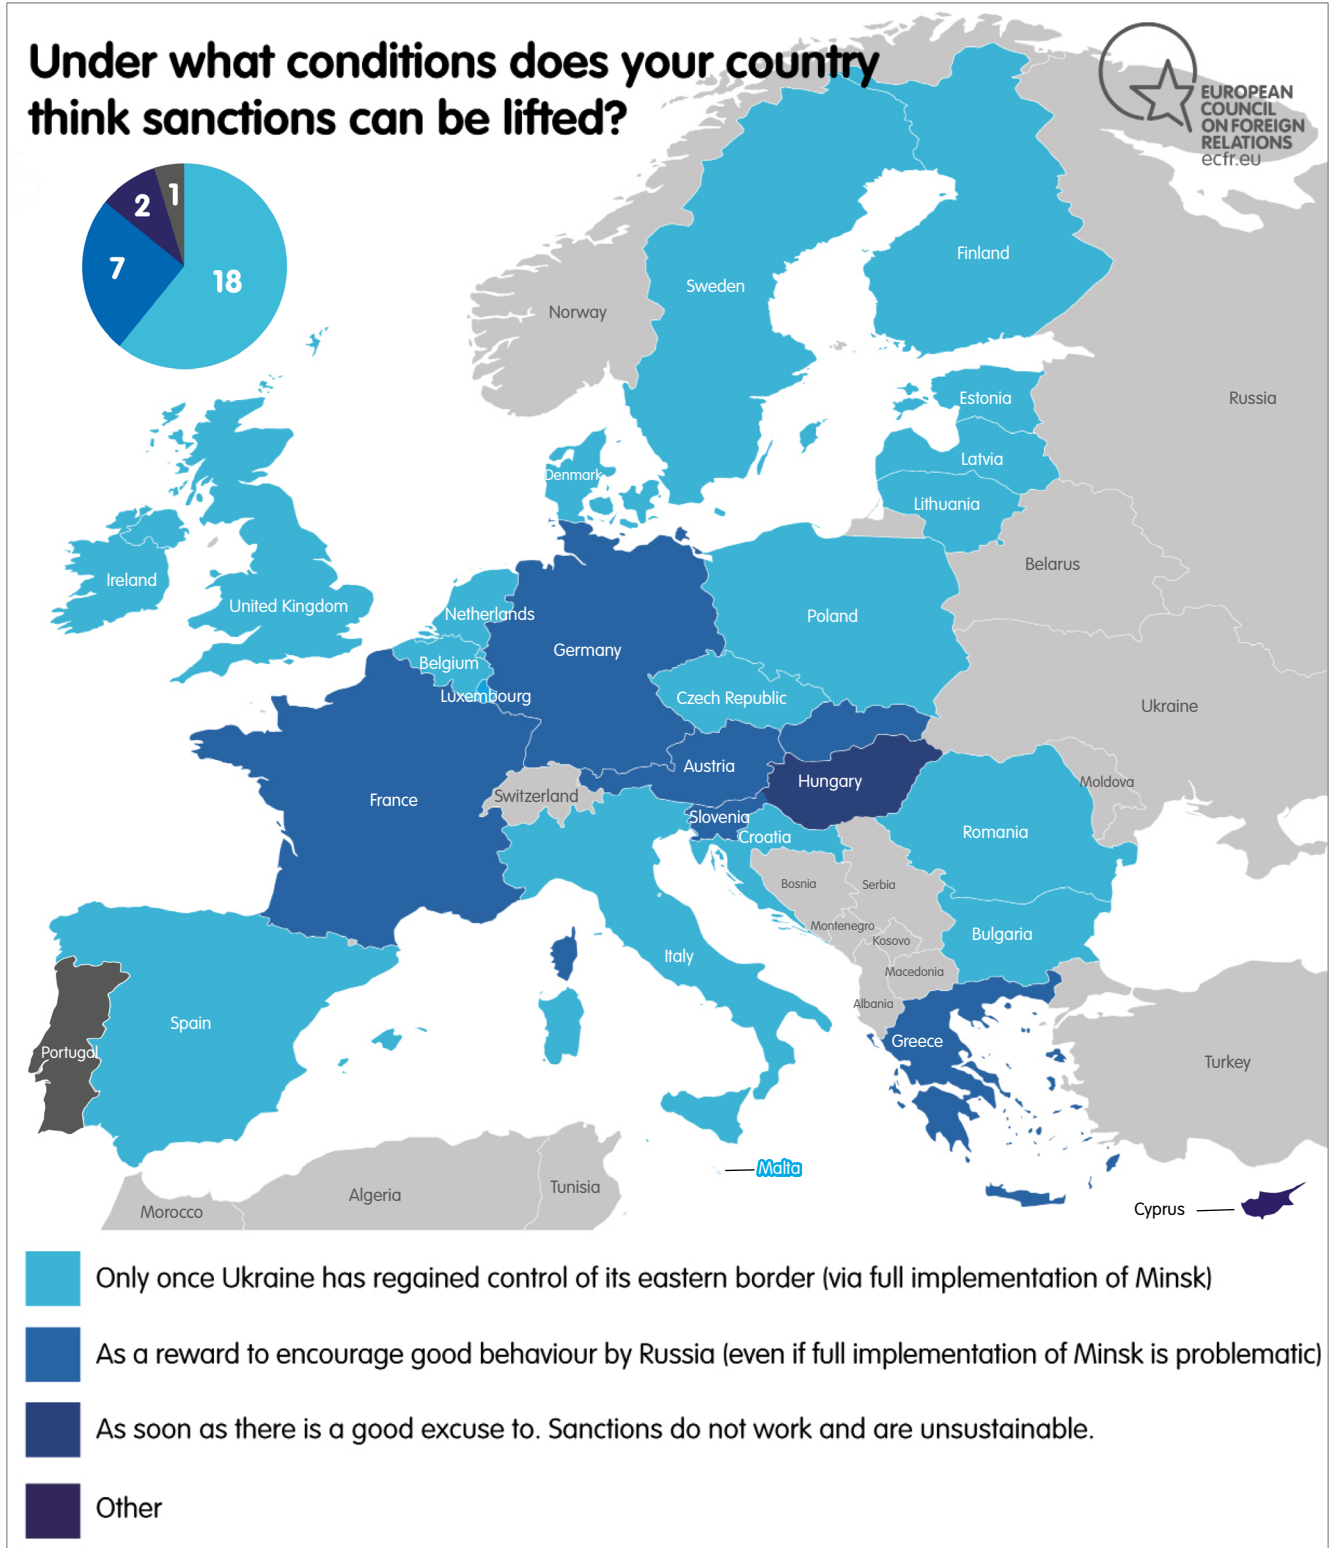 Under what conditions does your country
think sanctions can be lifted?
EUROPEAN
COUNCIL
ON FOREIGN
RELATIONS
ecfr.eu
1
2
7
18
Finland
Sweden
Norway
Estonia
Russia
Latvia
Denmark
Lithuania
Belarus
Ireland
United Kingdom
Netherlands
Poland
Germany
Belgium
Luxembourg
Czech Republic
Ukraine
Austria
Hungary
Moldova
France
Switzerland
Slovenia
Croatia
Romania
Bosnia
Serbia
Montenegro
Kosovo
Bulgaria
Italy
Macedonia
Albania
Spain
Portugal
Greece
Turkey
Malta
Tunisia
Algeria
Morocco
Cyprus
Only once Ukraine has regained control of its eastern border (via full implementation of Minsk)
As a reward to encourage good behaviour by Russia (even if full implementation of Minsk is problematic)
As soon as there is a good excuse to. Sanctions do not work and are unsustainable.
Other